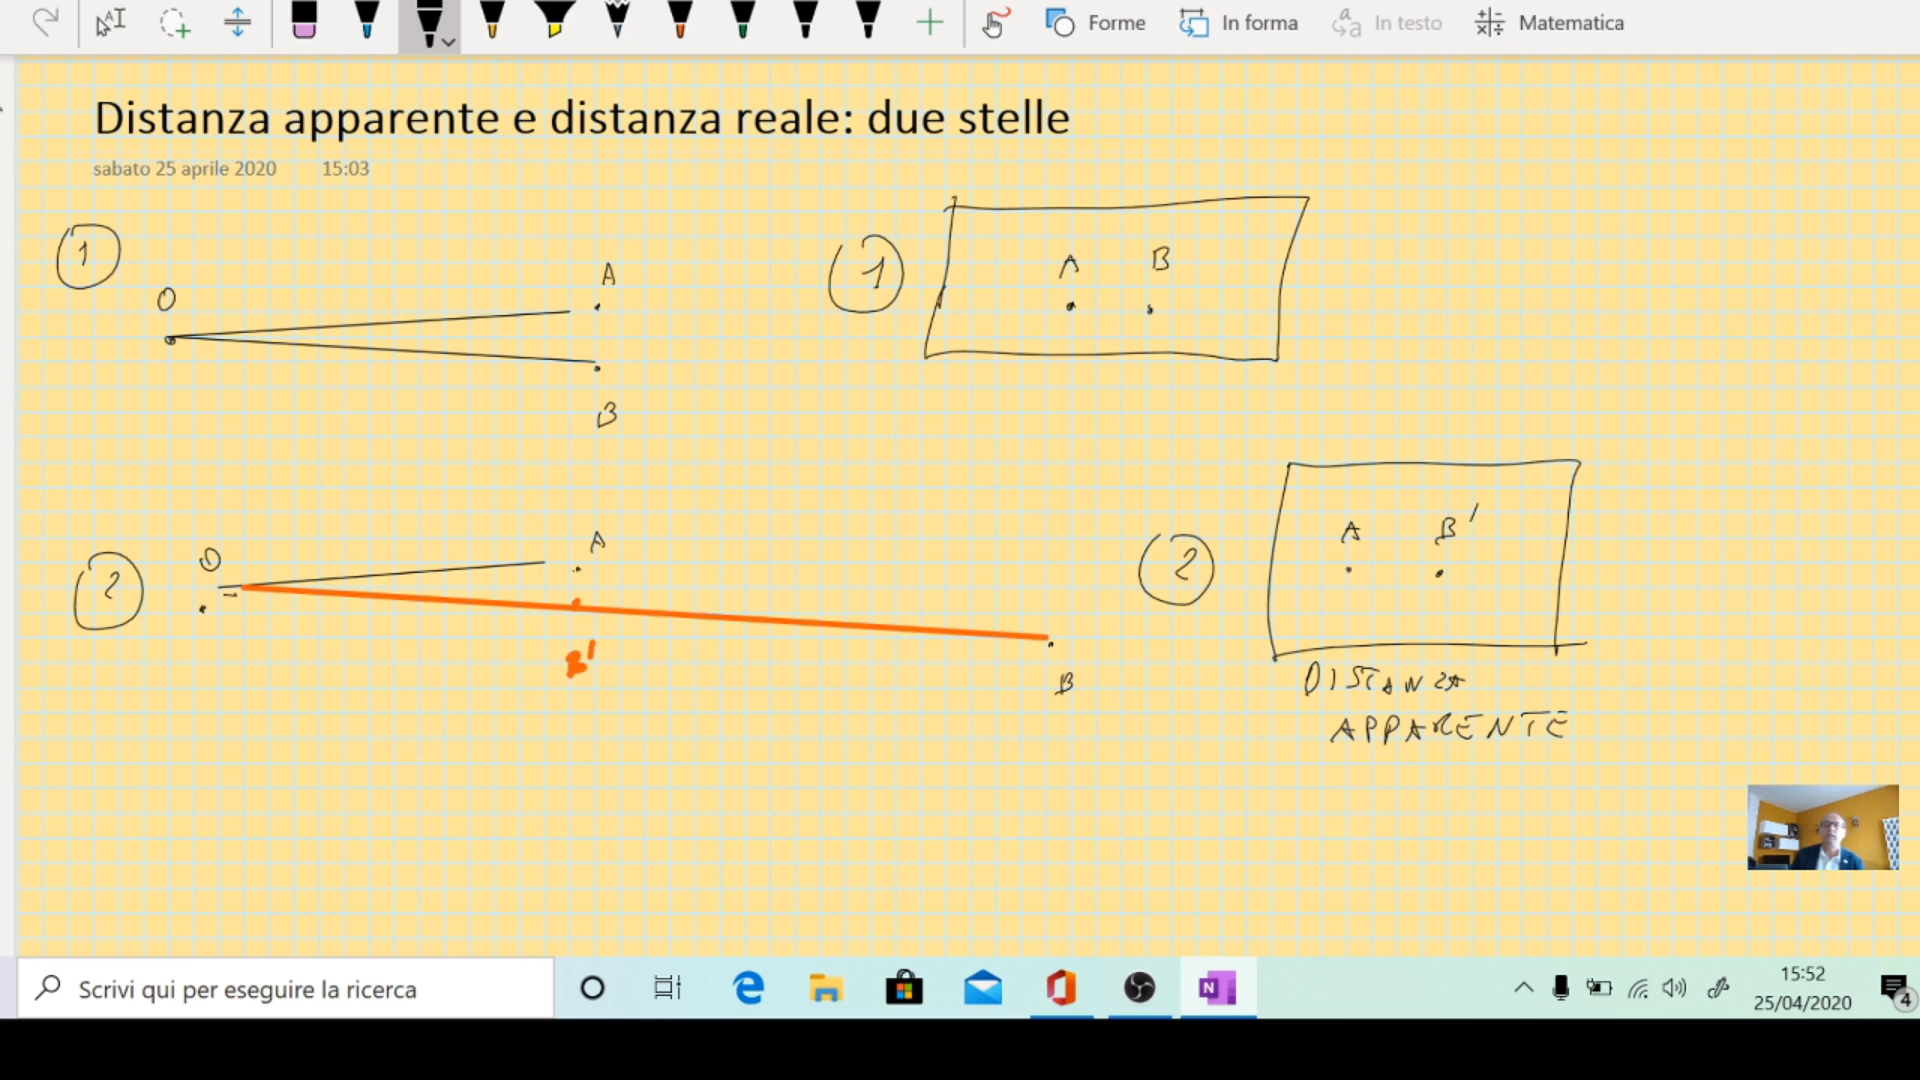 Forme In forma In testo Matematica
Distanza apparente e distanza reale: due stelle
sabato 25 aprile 2020 15:03
1
O
A
B
1
A B
2
O
A
B'
B
2
A B'
DISTANZA
APPARENTE
Scrivi qui per eseguire la ricerca
N
15:52
25/04/2020
4